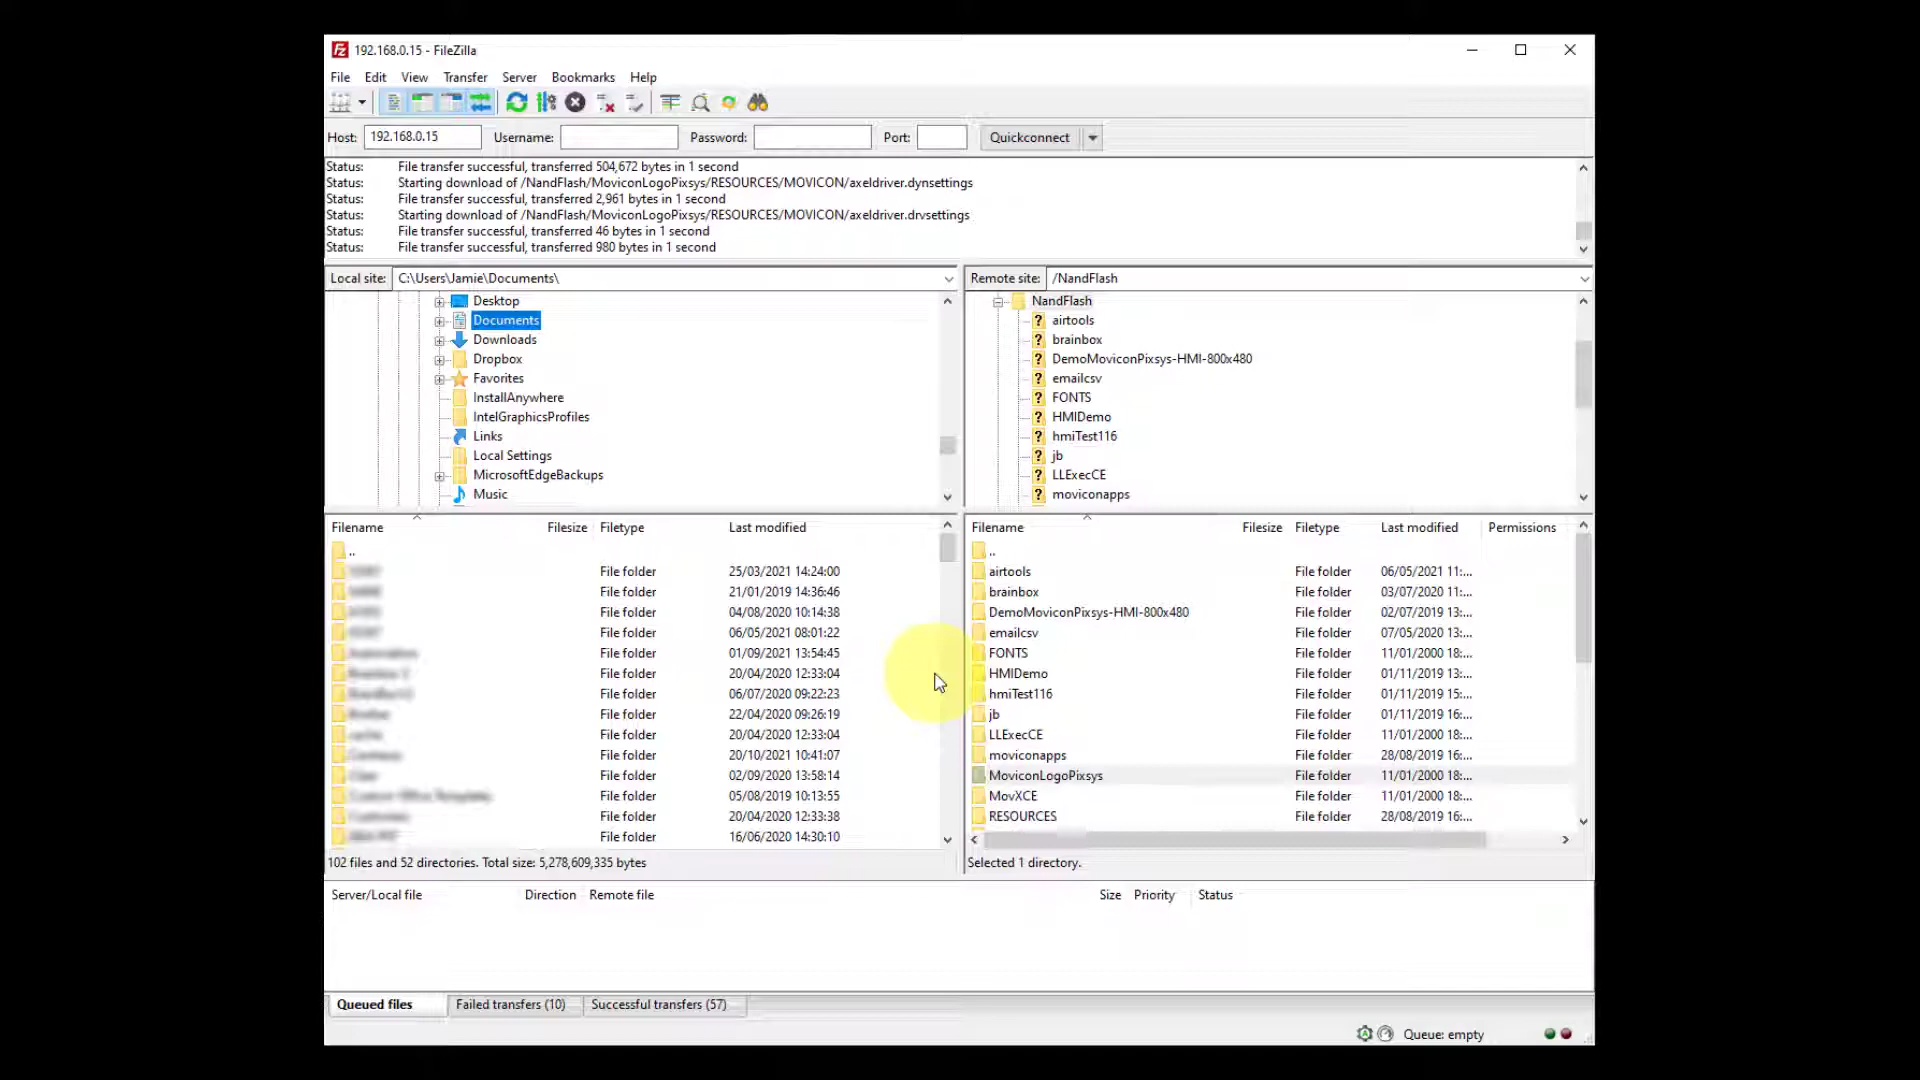 192.168.0.15 - FileZilla
File Edit View Transfer Server Bookmarks Help
Host: 192.168.0.15 Username: Password: Port: Quickconnect
Status: File transfer successful, transferred 504,672 bytes in 1 second
Status: Starting download of /NandFlash/MoviconLogoPixsys/RESOURCES/MOVICON/axeldriver.dynsettings
Status: File transfer successful, transferred 2,961 bytes in 1 second
Status: Starting download of /NandFlash/MoviconLogoPixsys/RESOURCES/MOVICON/axeldriver.drvsettings
Status: File transfer successful, transferred 46 bytes in 1 second
Status: File transfer successful, transferred 980 bytes in 1 second
Local site: C:\Users\Jamie\Documents\
Desktop
Documents
Downloads
Dropbox
Favorites
InstallAnywhere
IntelGraphicsProfiles
Links
Local Settings
MicrosoftEdgeBackups
Music
Remote site: /NandFlash
NandFlash
airtools
brainbox
DemoMoviconPixsys-HMI-800x480
emailcsv
FONTS
HMIDemo
hmiTest116
jb
LLExecCE
moviconapps
Filename Filesize Filetype Last modified
..
File folder 25/03/2021 14:24:00
File folder 21/01/2019 14:36:46
File folder 04/08/2020 10:14:38
File folder 06/05/2021 08:01:22
File folder 01/09/2021 13:54:45
File folder 20/04/2020 12:33:04
File folder 06/07/2020 09:22:23
File folder 22/04/2020 09:26:19
File folder 20/04/2020 12:33:04
File folder 20/10/2021 10:41:07
File folder 02/09/2020 13:58:14
File folder 05/08/2019 10:13:55
File folder 20/04/2020 12:33:38
File folder 16/06/2020 14:30:10
102 files and 52 directories. Total size: 5,278,609,335 bytes
Filename Filesize Filetype Last modified Permissions
..
airtools File folder 06/05/2021 11:...
brainbox File folder 03/07/2020 11:...
DemoMoviconPixsys-HMI-800x480 File folder 02/07/2019 13:...
emailcsv File folder 07/05/2020 13:...
FONTS File folder 11/01/2000 18:...
HMIDemo File folder 01/11/2019 13:...
hmiTest116 File folder 01/11/2019 15:...
jb File folder 01/11/2019 16:...
LLExecCE File folder 11/01/2000 18:...
moviconapps File folder 28/08/2019 16:...
MoviconLogoPixsys File folder 11/01/2000 18:...
MovXCE File folder 11/01/2000 18:...
RESOURCES File folder 28/08/2019 16:...
Selected 1 directory.
Server/Local file Direction Remote file Size Priority Status
Queued files Failed transfers (10) Successful transfers (57)
Queue: empty